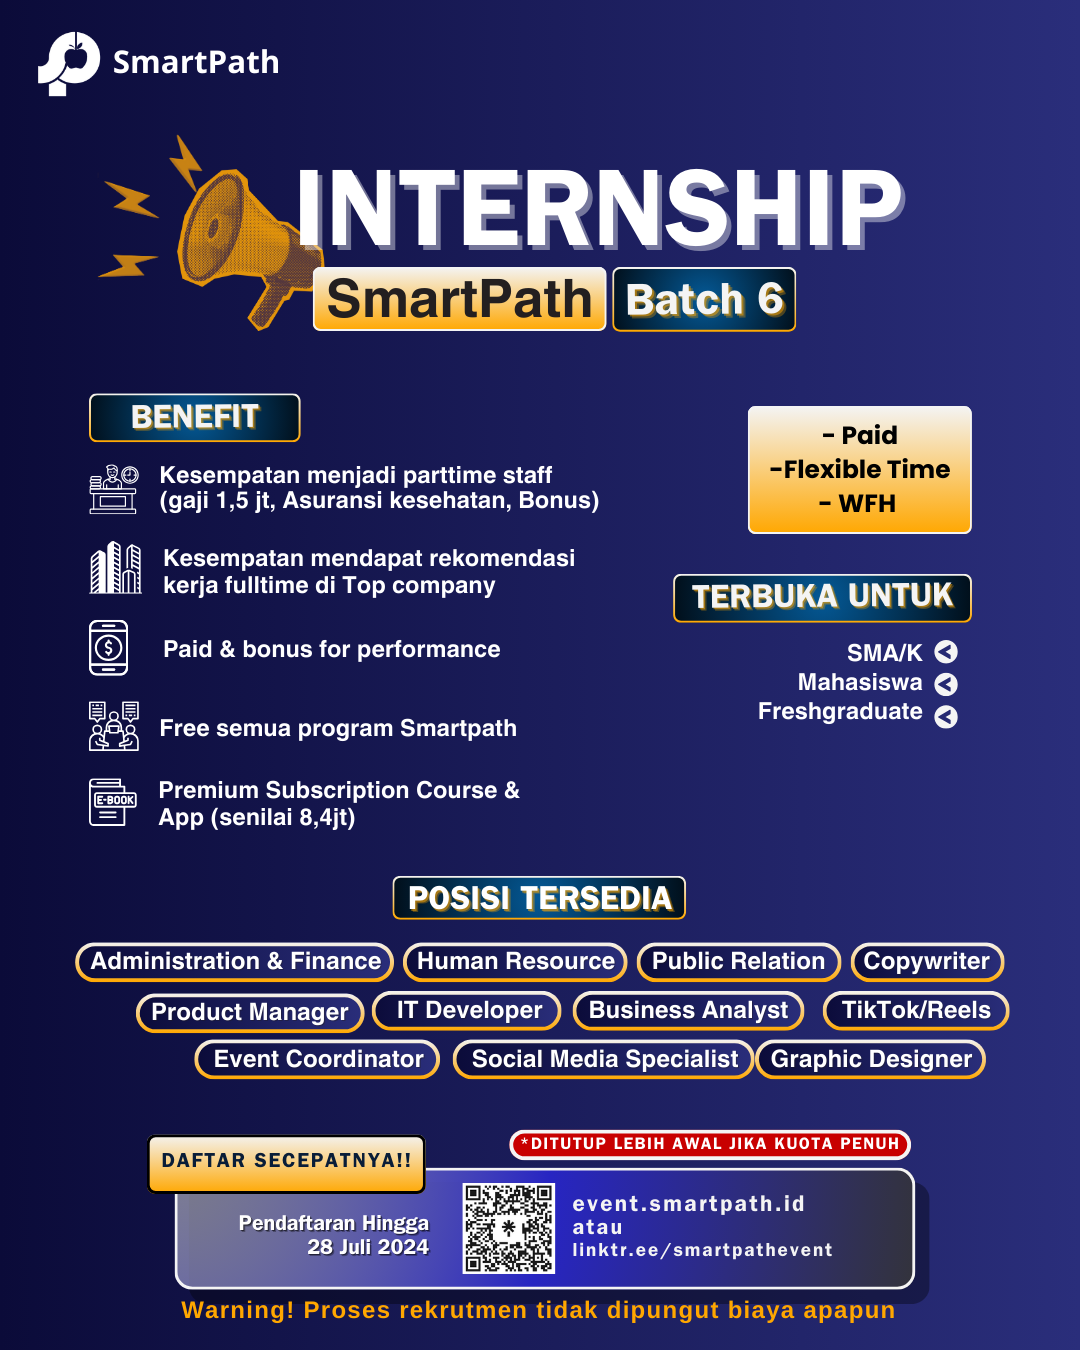 SmartPath
INTERNSHIP
SmartPath
Batch 6
BENEFIT
Kesempatan menjadi parttime staff
(gaji 1,5 jt, Asuransi kesehatan, Bonus)
Kesempatan mendapat rekomendasi
kerja fulltime di Top company
Paid & bonus for performance
Free semua program Smartpath
E-BOOK
Premium Subscription Course &
App (senilai 8,4jt)
- Paid
-Flexible Time
- WFH
TERBUKA UNTUK
SMA/K
Mahasiswa
Freshgraduate
POSISI TERSEDIA
Administration & Finance
Human Resource
Public Relation
Copywriter
Product Manager
IT Developer
Business Analyst
TikTok/Reels
Event Coordinator
Social Media Specialist
Graphic Designer
DAFTAR SECEPATNYA!!
*DITUTUP LEBIH AWAL JIKA KUOTA PENUH
Pendaftaran Hingga
28 Juli 2024
event.smartpath.id
atau
linktr.ee/smartpathevent
Warning! Proses rekrutmen tidak dipungut biaya apapun